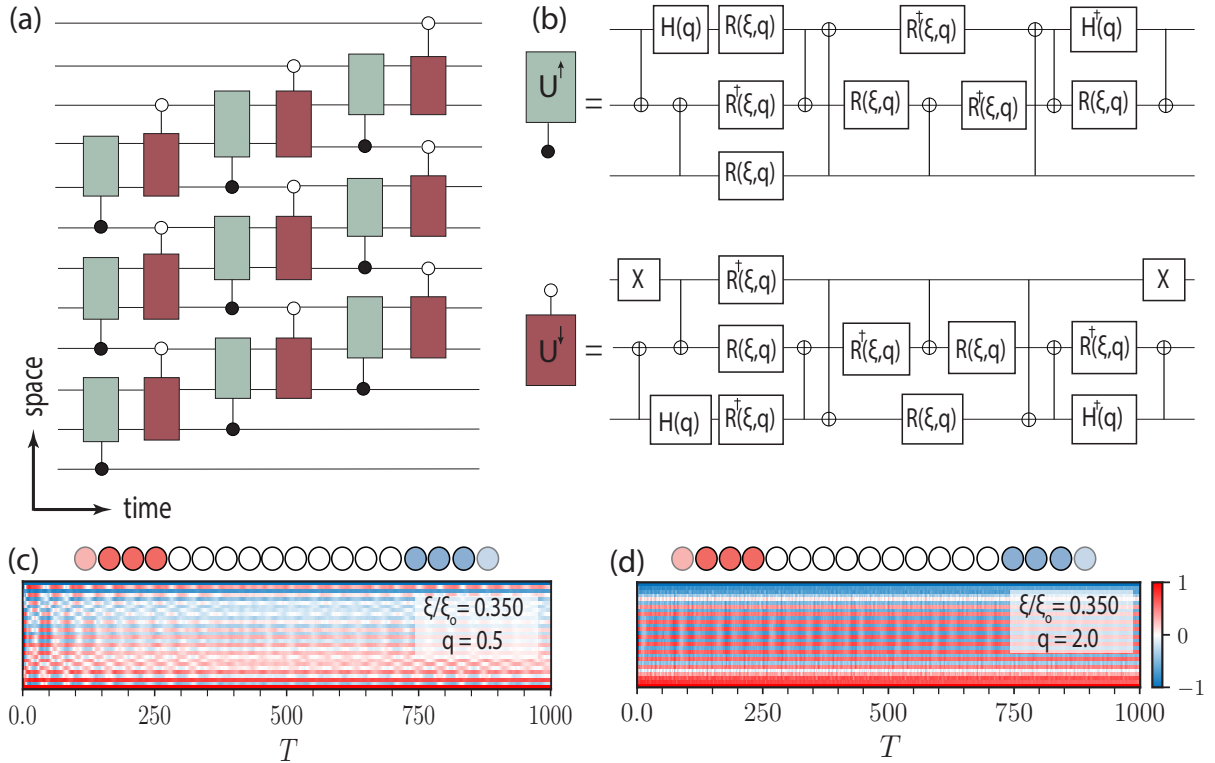 (a)
space
time
(b)
U↑
=
H(q) R(ξ,q) R†(ξ,q) H†(q)
R†(ξ,q) R(ξ,q) R†(ξ,q) R(ξ,q)
R(ξ,q)
X R†(ξ,q) X
U↓
=
R(ξ,q) R†(ξ,q) R(ξ,q) R†(ξ,q)
H(q) R†(ξ,q) R(ξ,q) H†(q)
(c)
ξ/ξₒ= 0.350
q = 0.5
0.0 250 500 750 1000
T
(d)
ξ/ξₒ= 0.350
q = 2.0
0.0 250 500 750 1000
T
1
0
−1